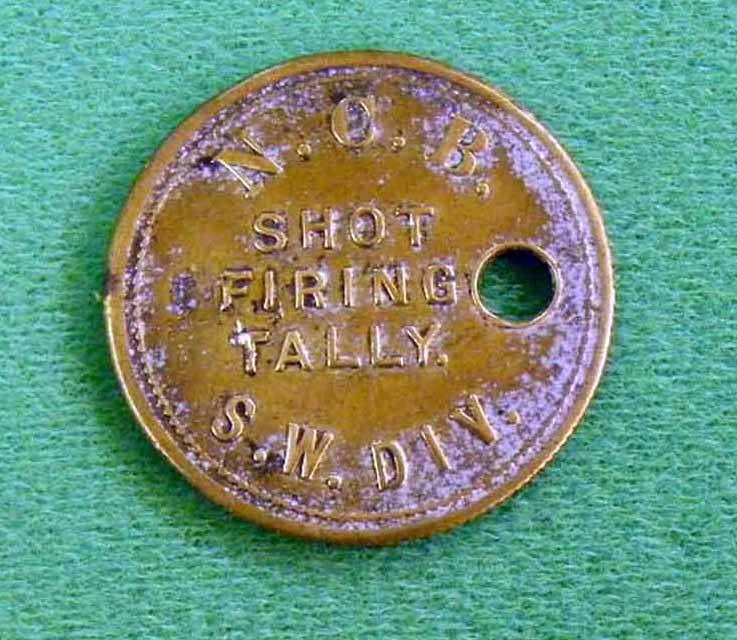 N. C. B.
SHOT
FIRING
TALLY.
S. W. DIV.